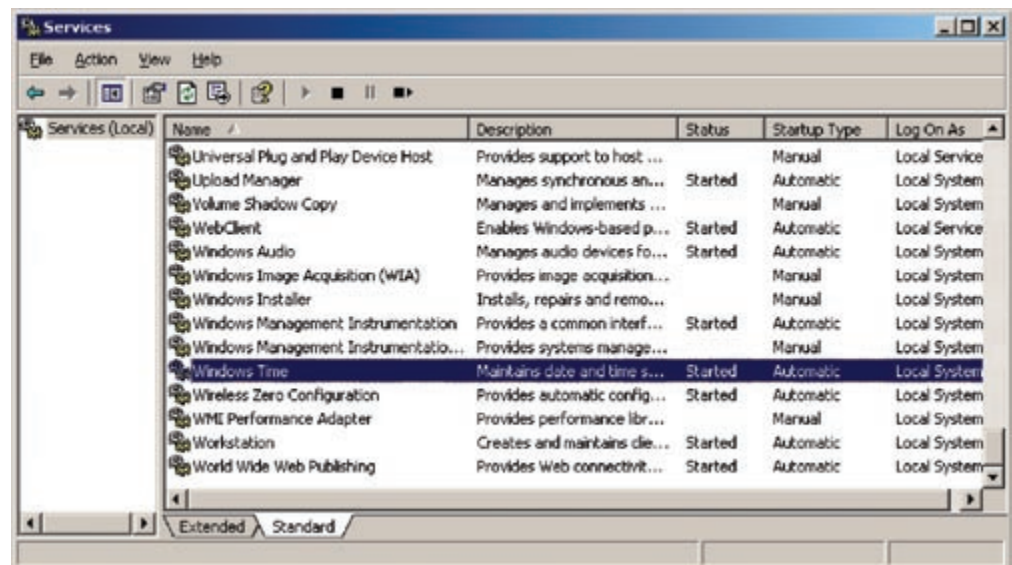 Services
File Action View Help
Services (Local)
Name Description Status Startup Type Log On As
Universal Plug and Play Device Host Provides support to host ... Manual Local Service
Upload Manager Manages synchronous an... Started Automatic Local System
Volume Shadow Copy Manages and implements ... Manual Local System
WebClient Enables Windows-based p... Started Automatic Local Service
Windows Audio Manages audio devices fo... Started Automatic Local System
Windows Image Acquisition (WIA) Provides image acquisition... Manual Local System
Windows Installer Installs, repairs and remo... Manual Local System
Windows Management Instrumentation Provides a common interf... Started Automatic Local System
Windows Management Instrumentatio... Provides systems manage... Manual Local System
Windows Time Maintains date and time s... Started Automatic Local System
Wireless Zero Configuration Provides automatic config... Started Automatic Local System
WMI Performance Adapter Provides performance libr... Manual Local System
Workstation Creates and maintains clie... Started Automatic Local System
World Wide Web Publishing Provides Web connectivit... Started Automatic Local System
Extended Standard